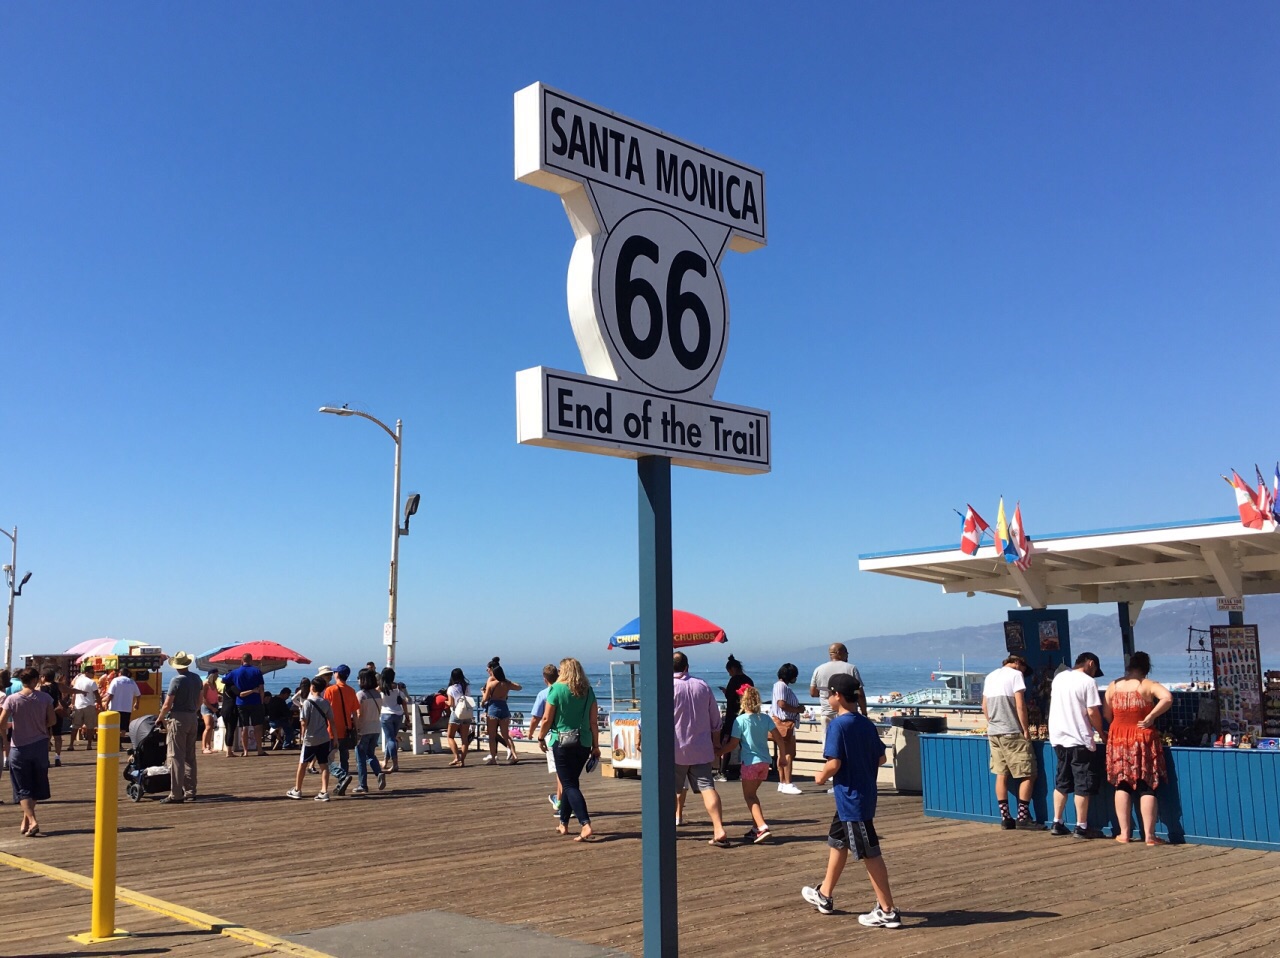 SANTA MONICA
66
End of the Trail
CHURROS